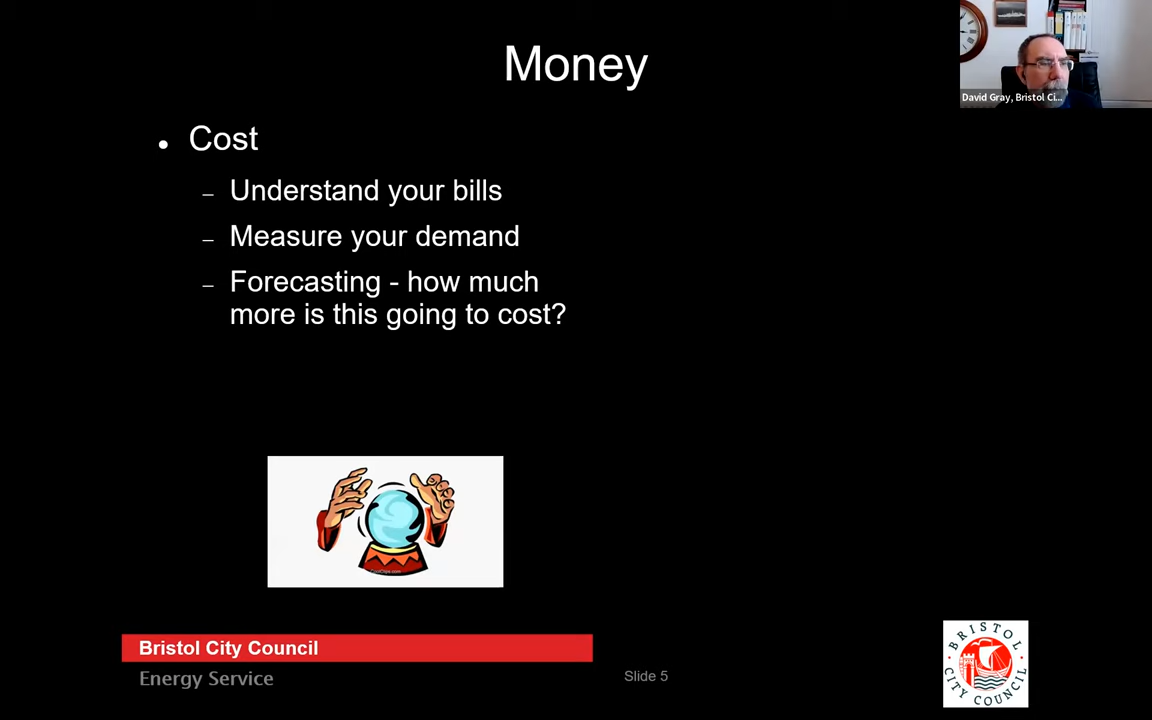 Money
David Gray, Bristol Ci...
• Cost
– Understand your bills
– Measure your demand
– Forecasting - how much
more is this going to cost?
Bristol City Council
Energy Service
Slide 5
BRISTOL
CITY COUNCIL